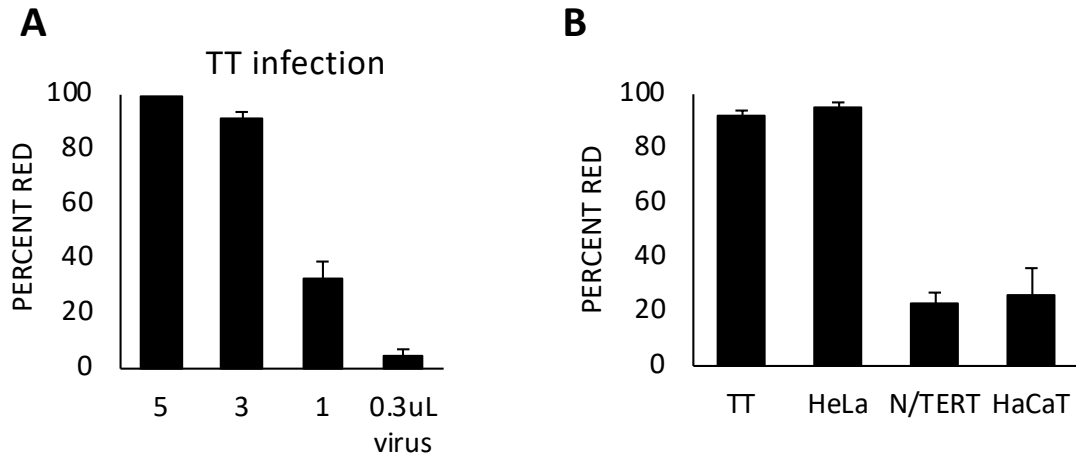 A
TT infection
PERCENT RED
100
80
60
40
20
0
5 3 1 0.3uL
virus
B
PERCENT RED
100
80
60
40
20
0
TT HeLa N/TERT HaCaT